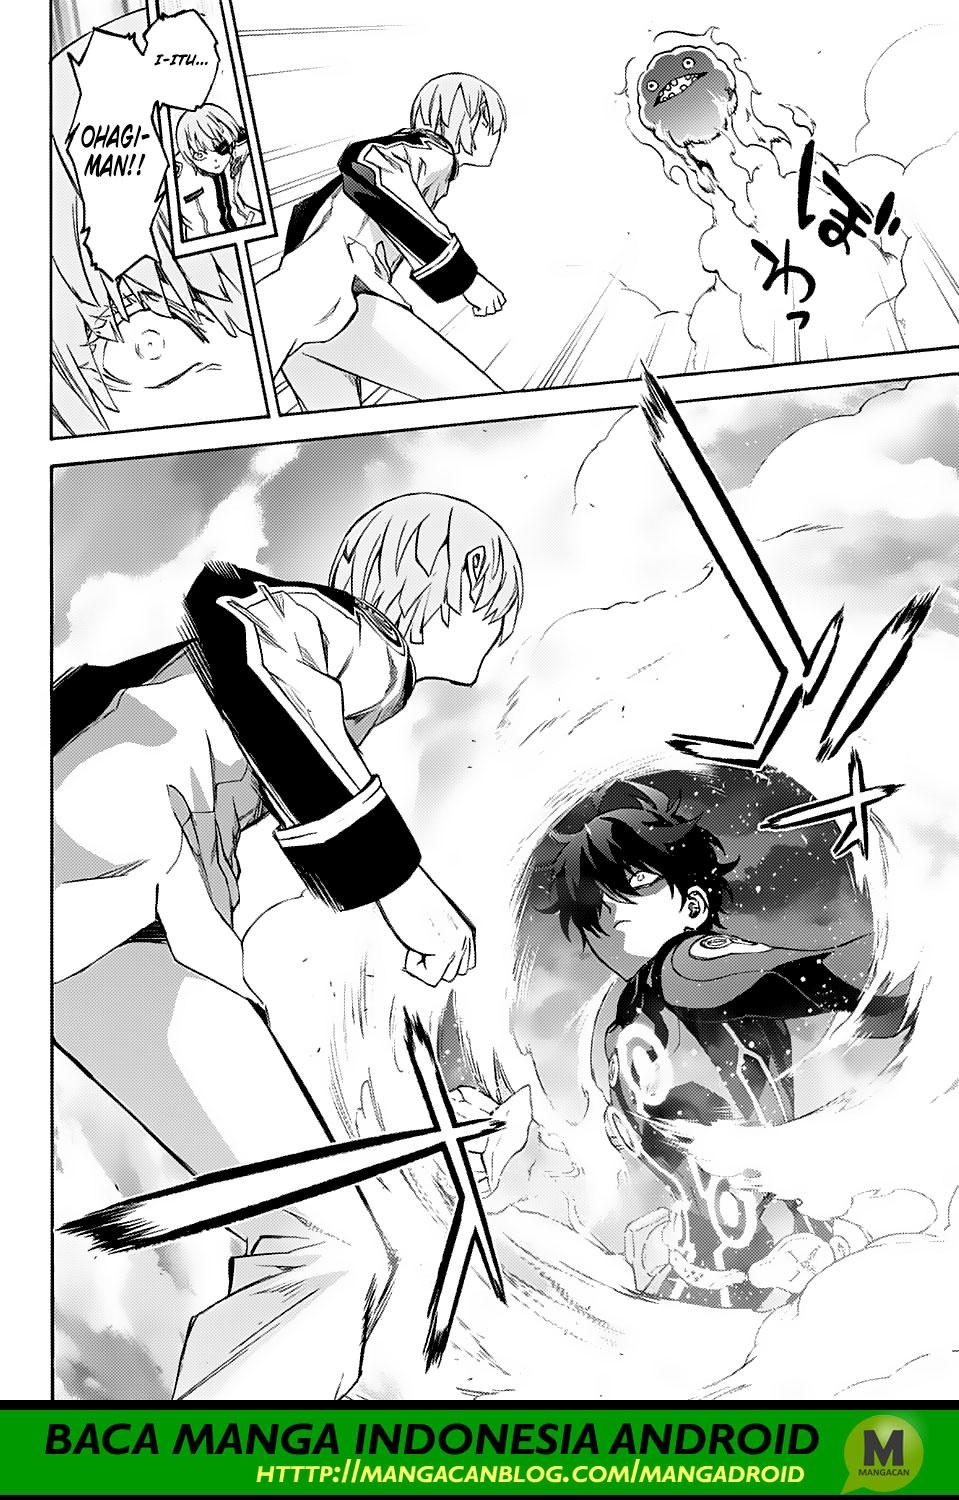 I-ITU...
OHAGI-
MAN!!
ぼわっ
BACA MANGA INDONESIA ANDROID
HTTTP://MANGACANBLOG.COM/MANGADROID
M
MANGACAN